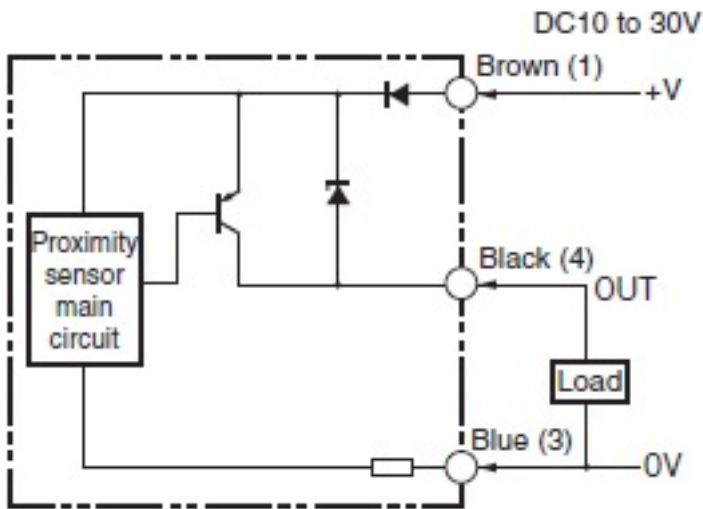 DC10 to 30V
Brown (1)
+V
Proximity
sensor
main
circuit
Black (4)
OUT
Load
Blue (3)
0V